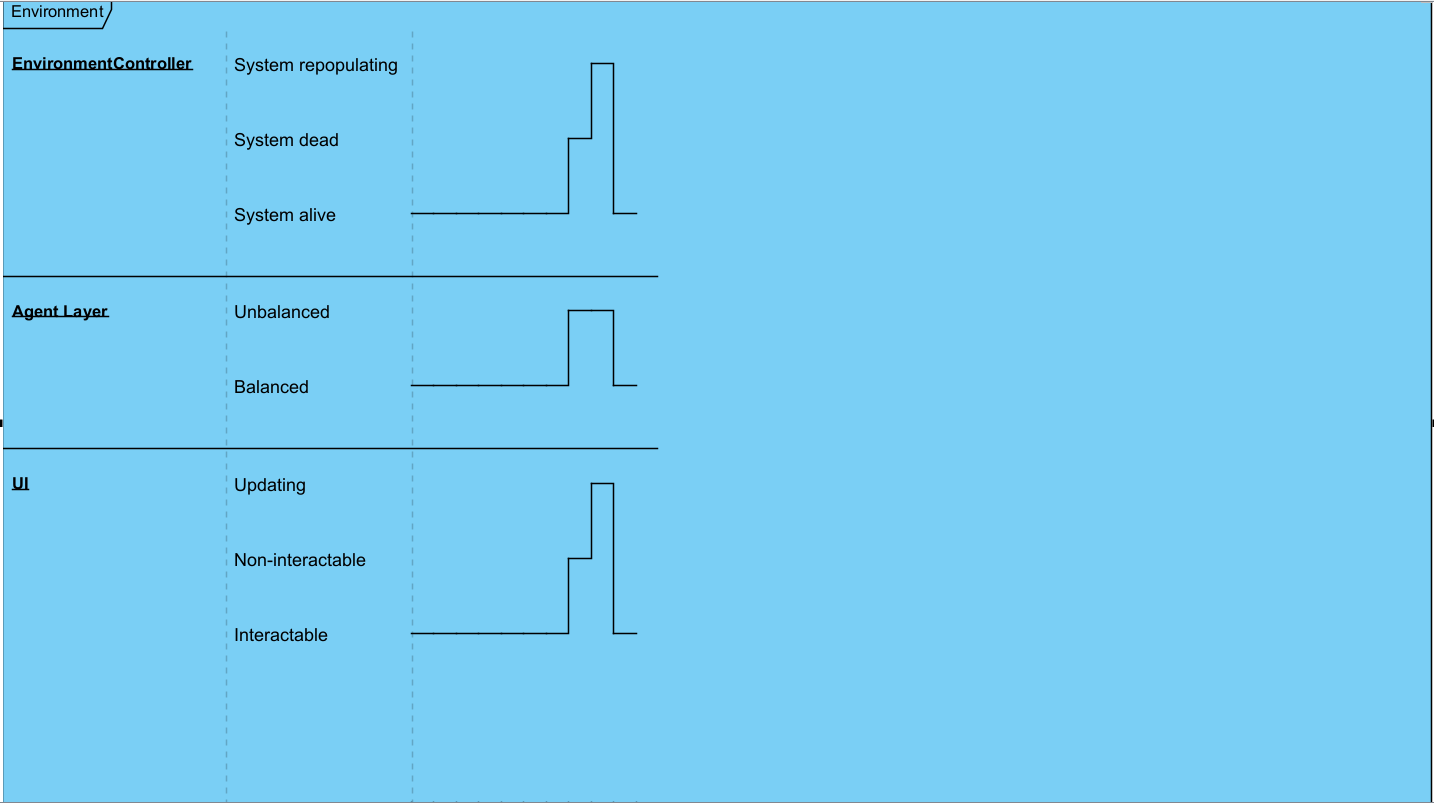 Environment
EnvironmentController
System repopulating
System dead
System alive
Agent Layer
Unbalanced
Balanced
UI
Updating
Non-interactable
Interactable